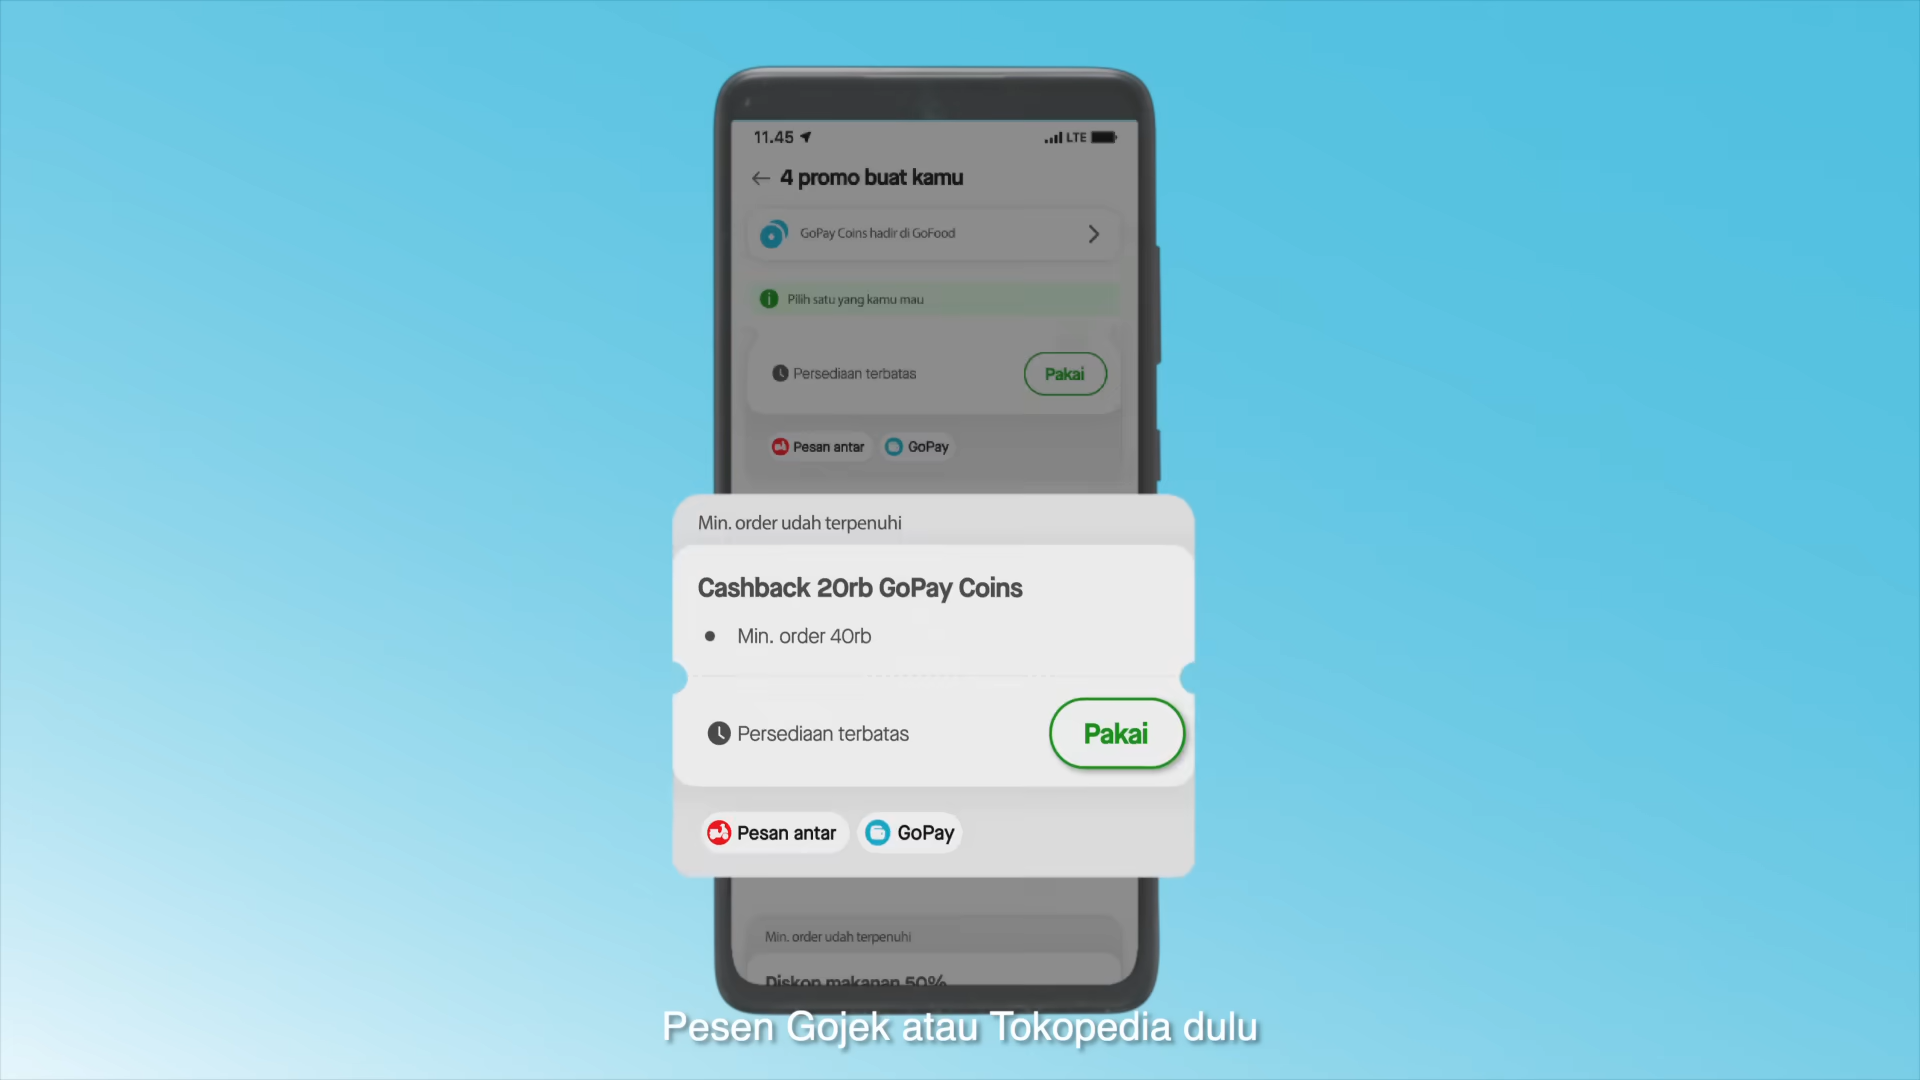 11.45
LTE
4 promo buat kamu
GoPay Coins hadir di GoFood
Pilih satu yang kamu mau
Persediaan terbatas
Pakai
Pesan antar
GoPay
Min. order udah terpenuhi
Cashback 20rb GoPay Coins
Min. order 40rb
Persediaan terbatas
Pakai
Pesan antar
GoPay
Min. order udah terpenuhi
Diskon makanan 50%
Pesen Gojek atau Tokopedia dulu